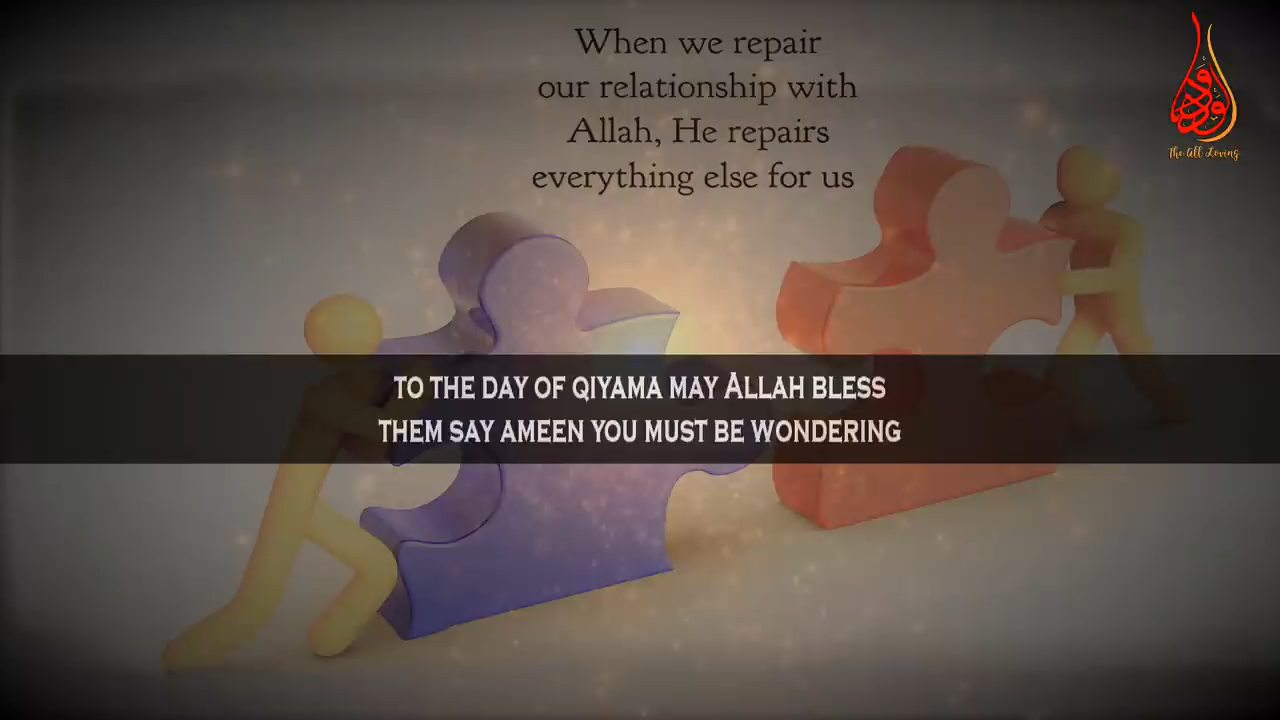 When we repair
our relationship with
Allah, He repairs
everything else for us
الودود
The All Loving
TO THE DAY OF QIYAMA MAY ALLAH BLESS
THEM SAY AMEEN YOU MUST BE WONDERING